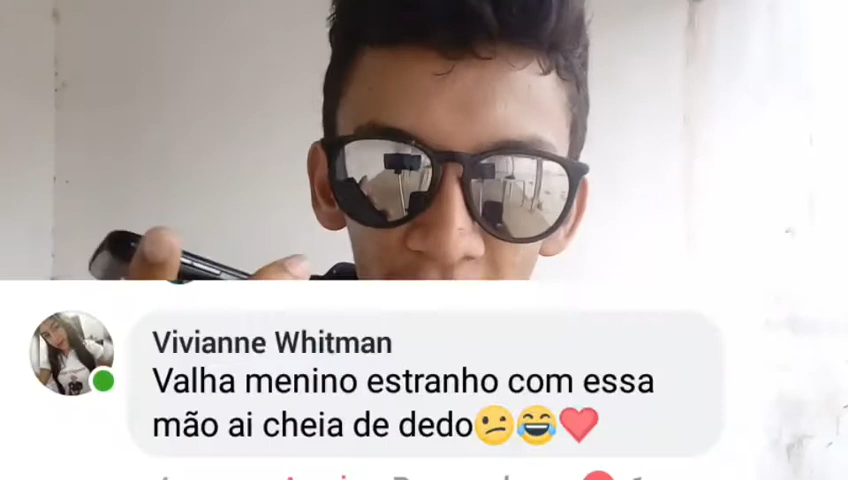 Vivianne Whitman
Valha menino estranho com essa
mão ai cheia de dedo😕😂❤️